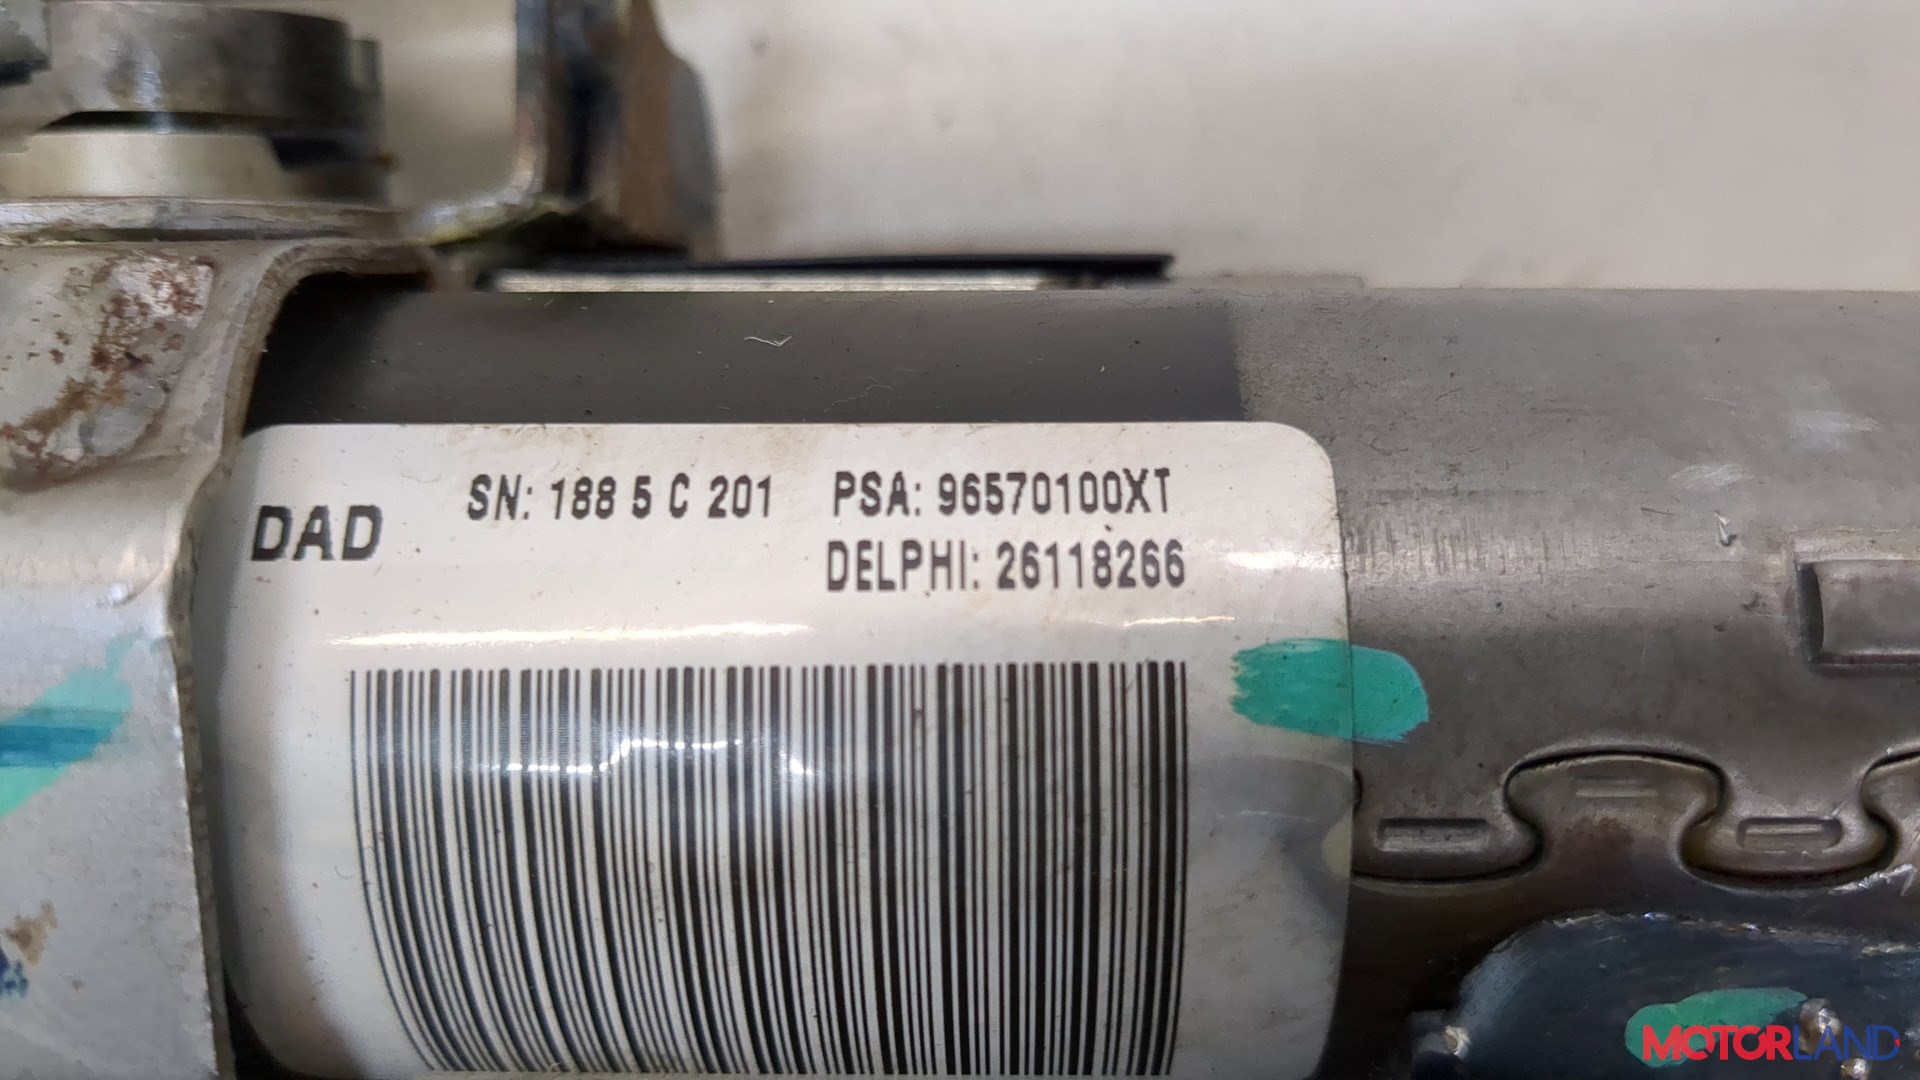 DAD SN: 188 5 C 201 PSA: 96570100XT
DELPHI: 26118266
MOTORLAND